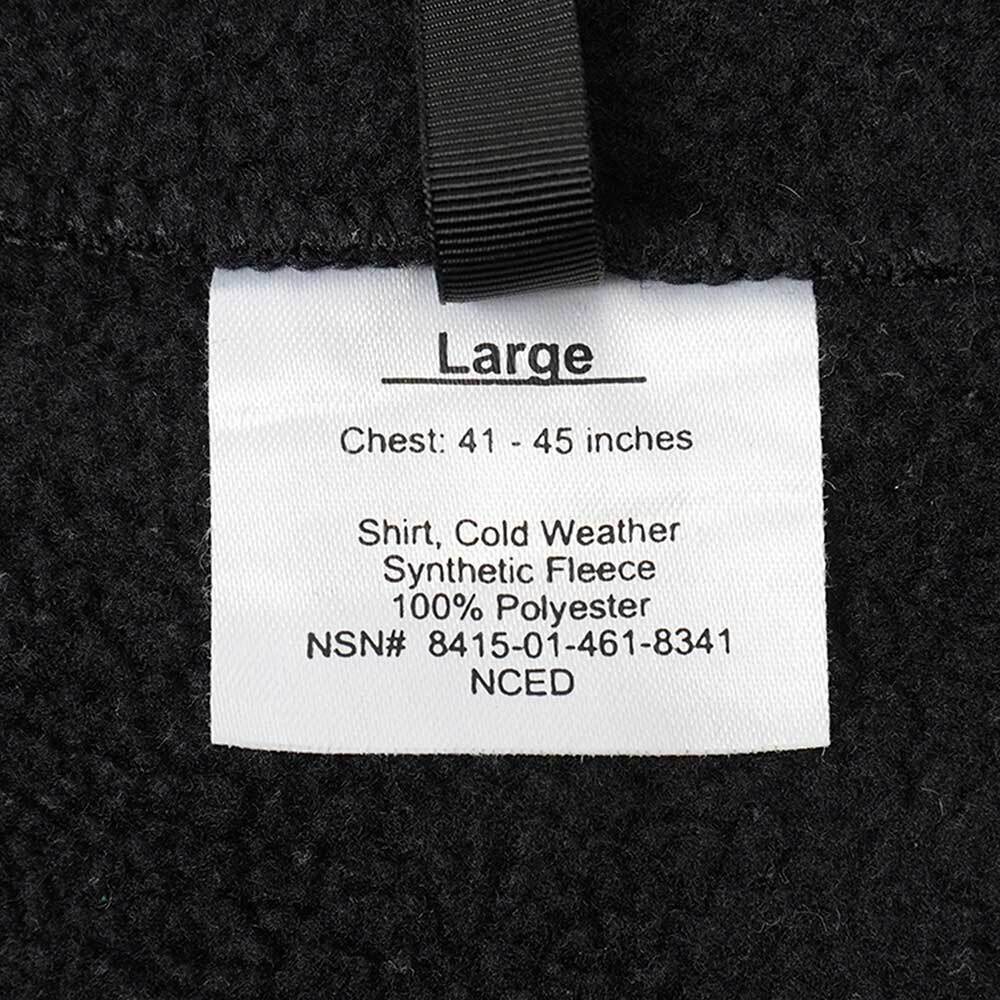 Large
Chest: 41 - 45 inches
Shirt, Cold Weather
Synthetic Fleece
100% Polyester
NSN# 8415-01-461-8341
NCED